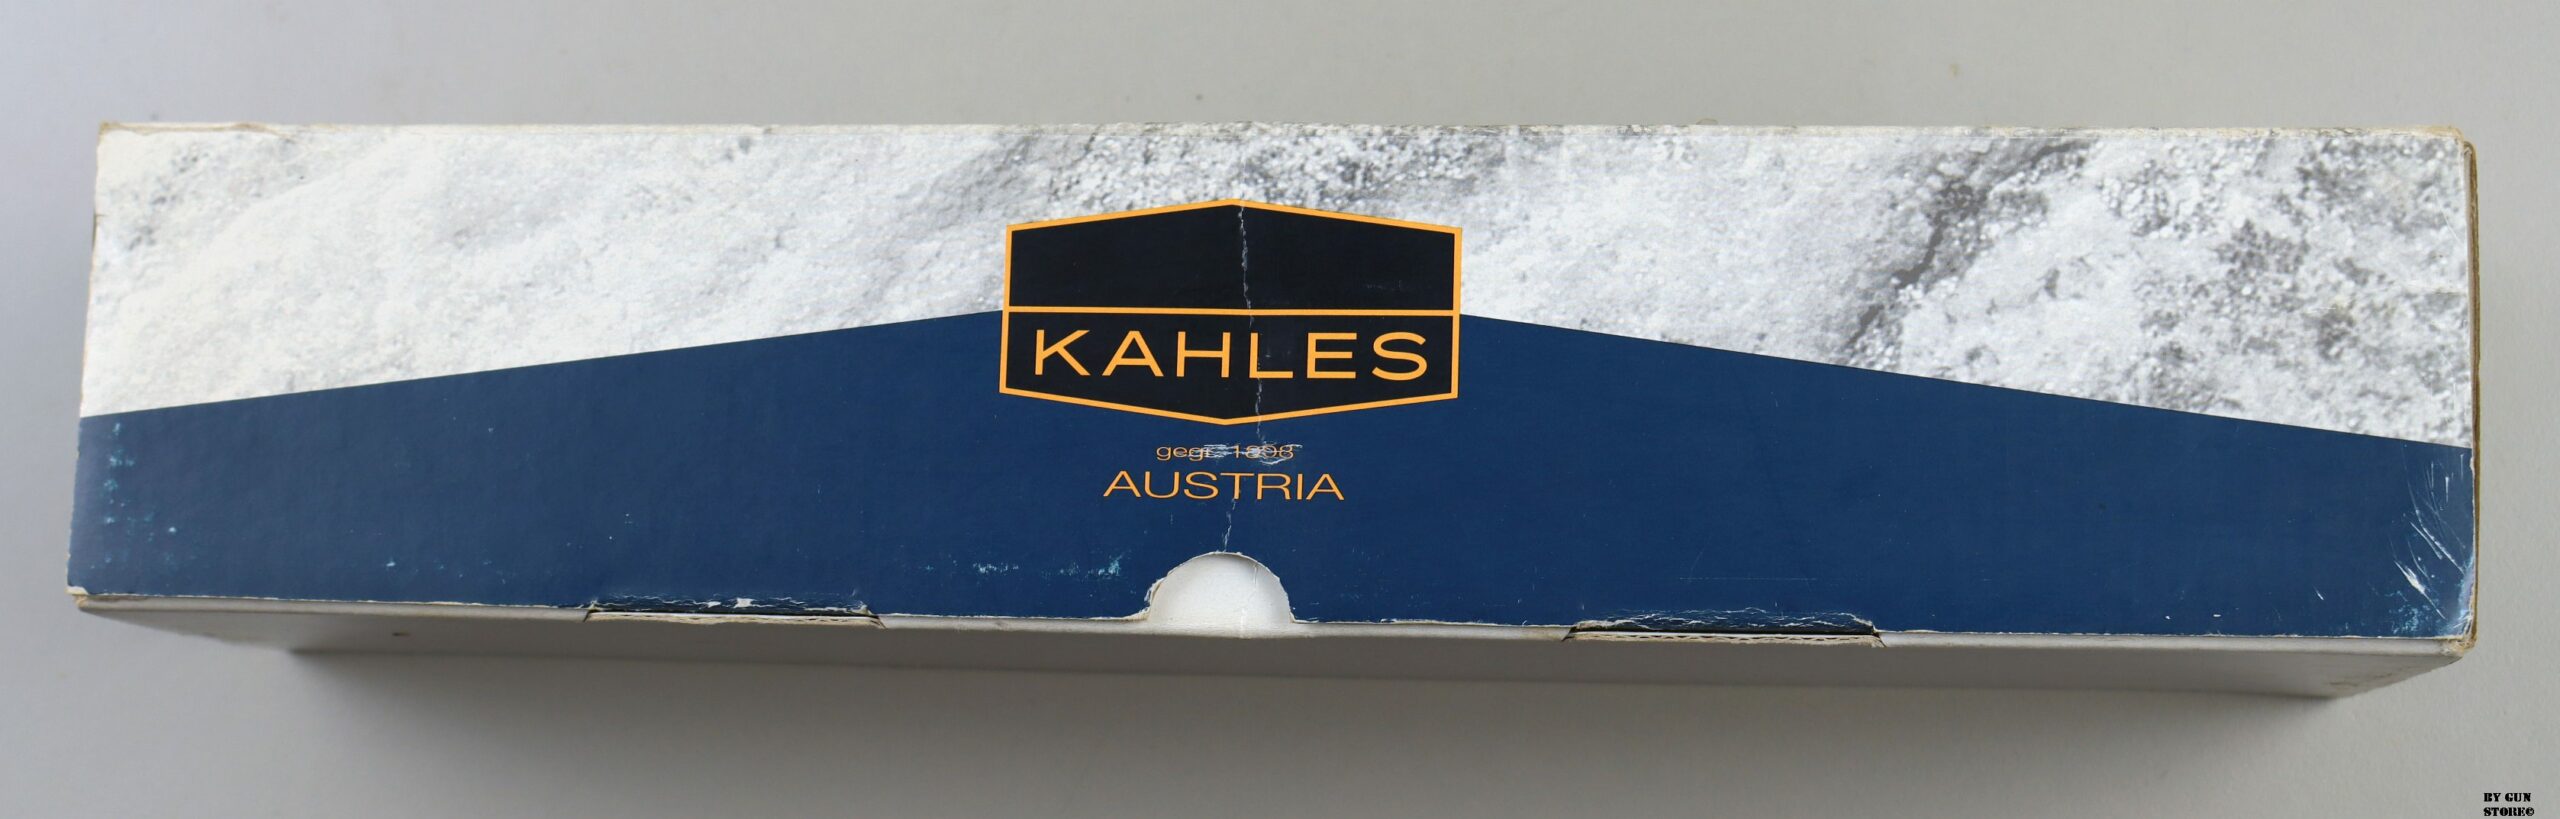 KAHLES
gegr. 1898
AUSTRIA
BY GUN
STORE©